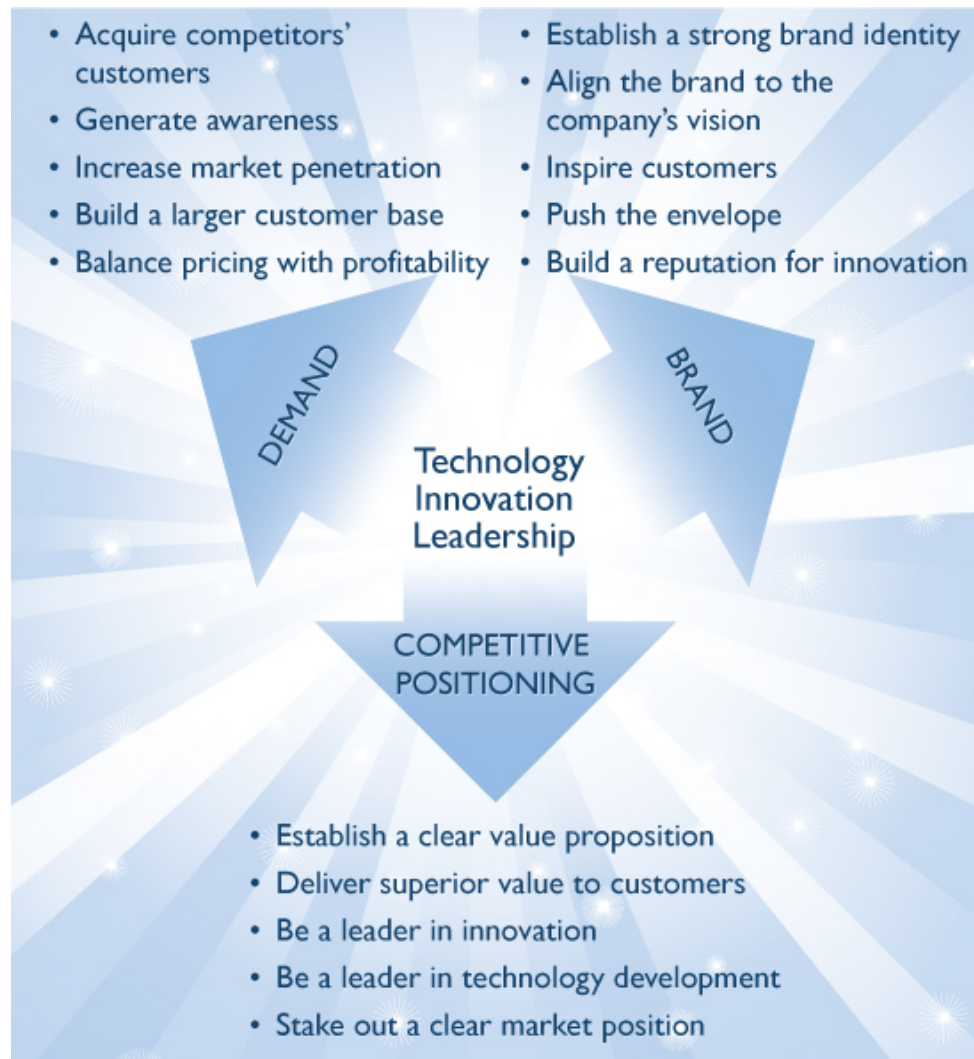 • Acquire competitors'
customers
• Generate awareness
• Increase market penetration
• Build a larger customer base
• Balance pricing with profitability
• Establish a strong brand identity
• Align the brand to the
company's vision
• Inspire customers
• Push the envelope
• Build a reputation for innovation
DEMAND
BRAND
Technology
Innovation
Leadership
COMPETITIVE
POSITIONING
• Establish a clear value proposition
• Deliver superior value to customers
• Be a leader in innovation
• Be a leader in technology development
• Stake out a clear market position